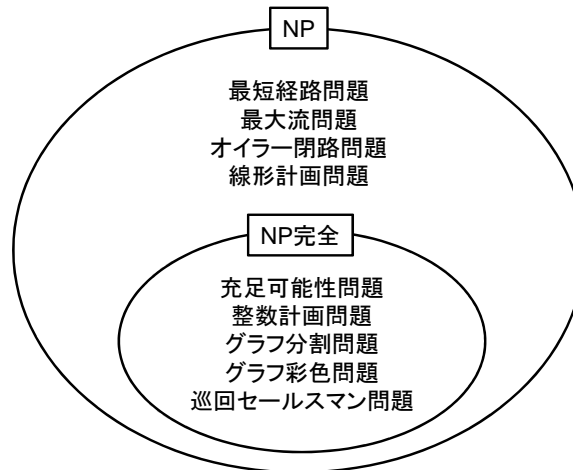 NP
最短経路問題
最大流問題
オイラー閉路問題
線形計画問題
NP完全
充足可能性問題
整数計画問題
グラフ分割問題
グラフ彩色問題
巡回セールスマン問題